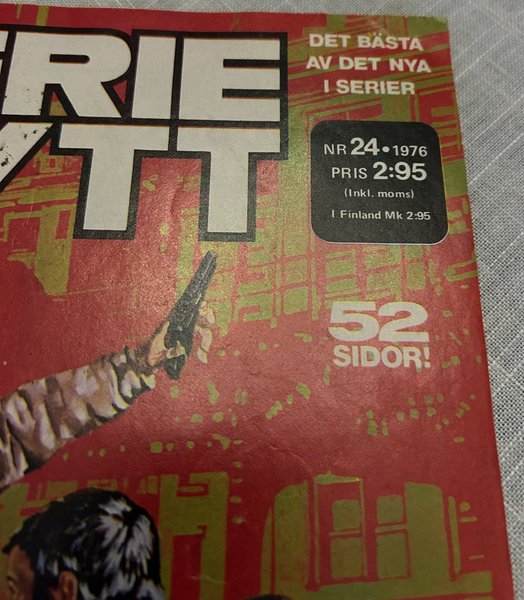 ERIE
YTT
DET BÄSTA
AV DET NYA
I SERIER
NR 24•1976
PRIS 2:95
(Inkl. moms)
I Finland Mk 2:95
52
SIDOR!